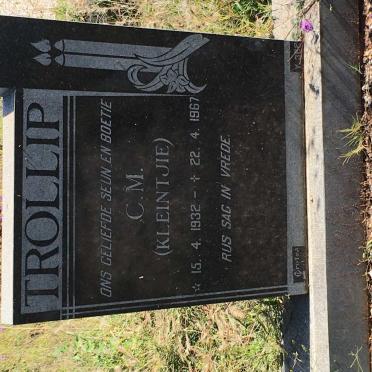 TROLLIP
ONS GELIEFDE SEUN EN BOETIE
C.M.
(KLEINTJIE)
☆ 15. 4. 1932 - ✝ 22. 4. 1967
RUS SAG IN VREDE.